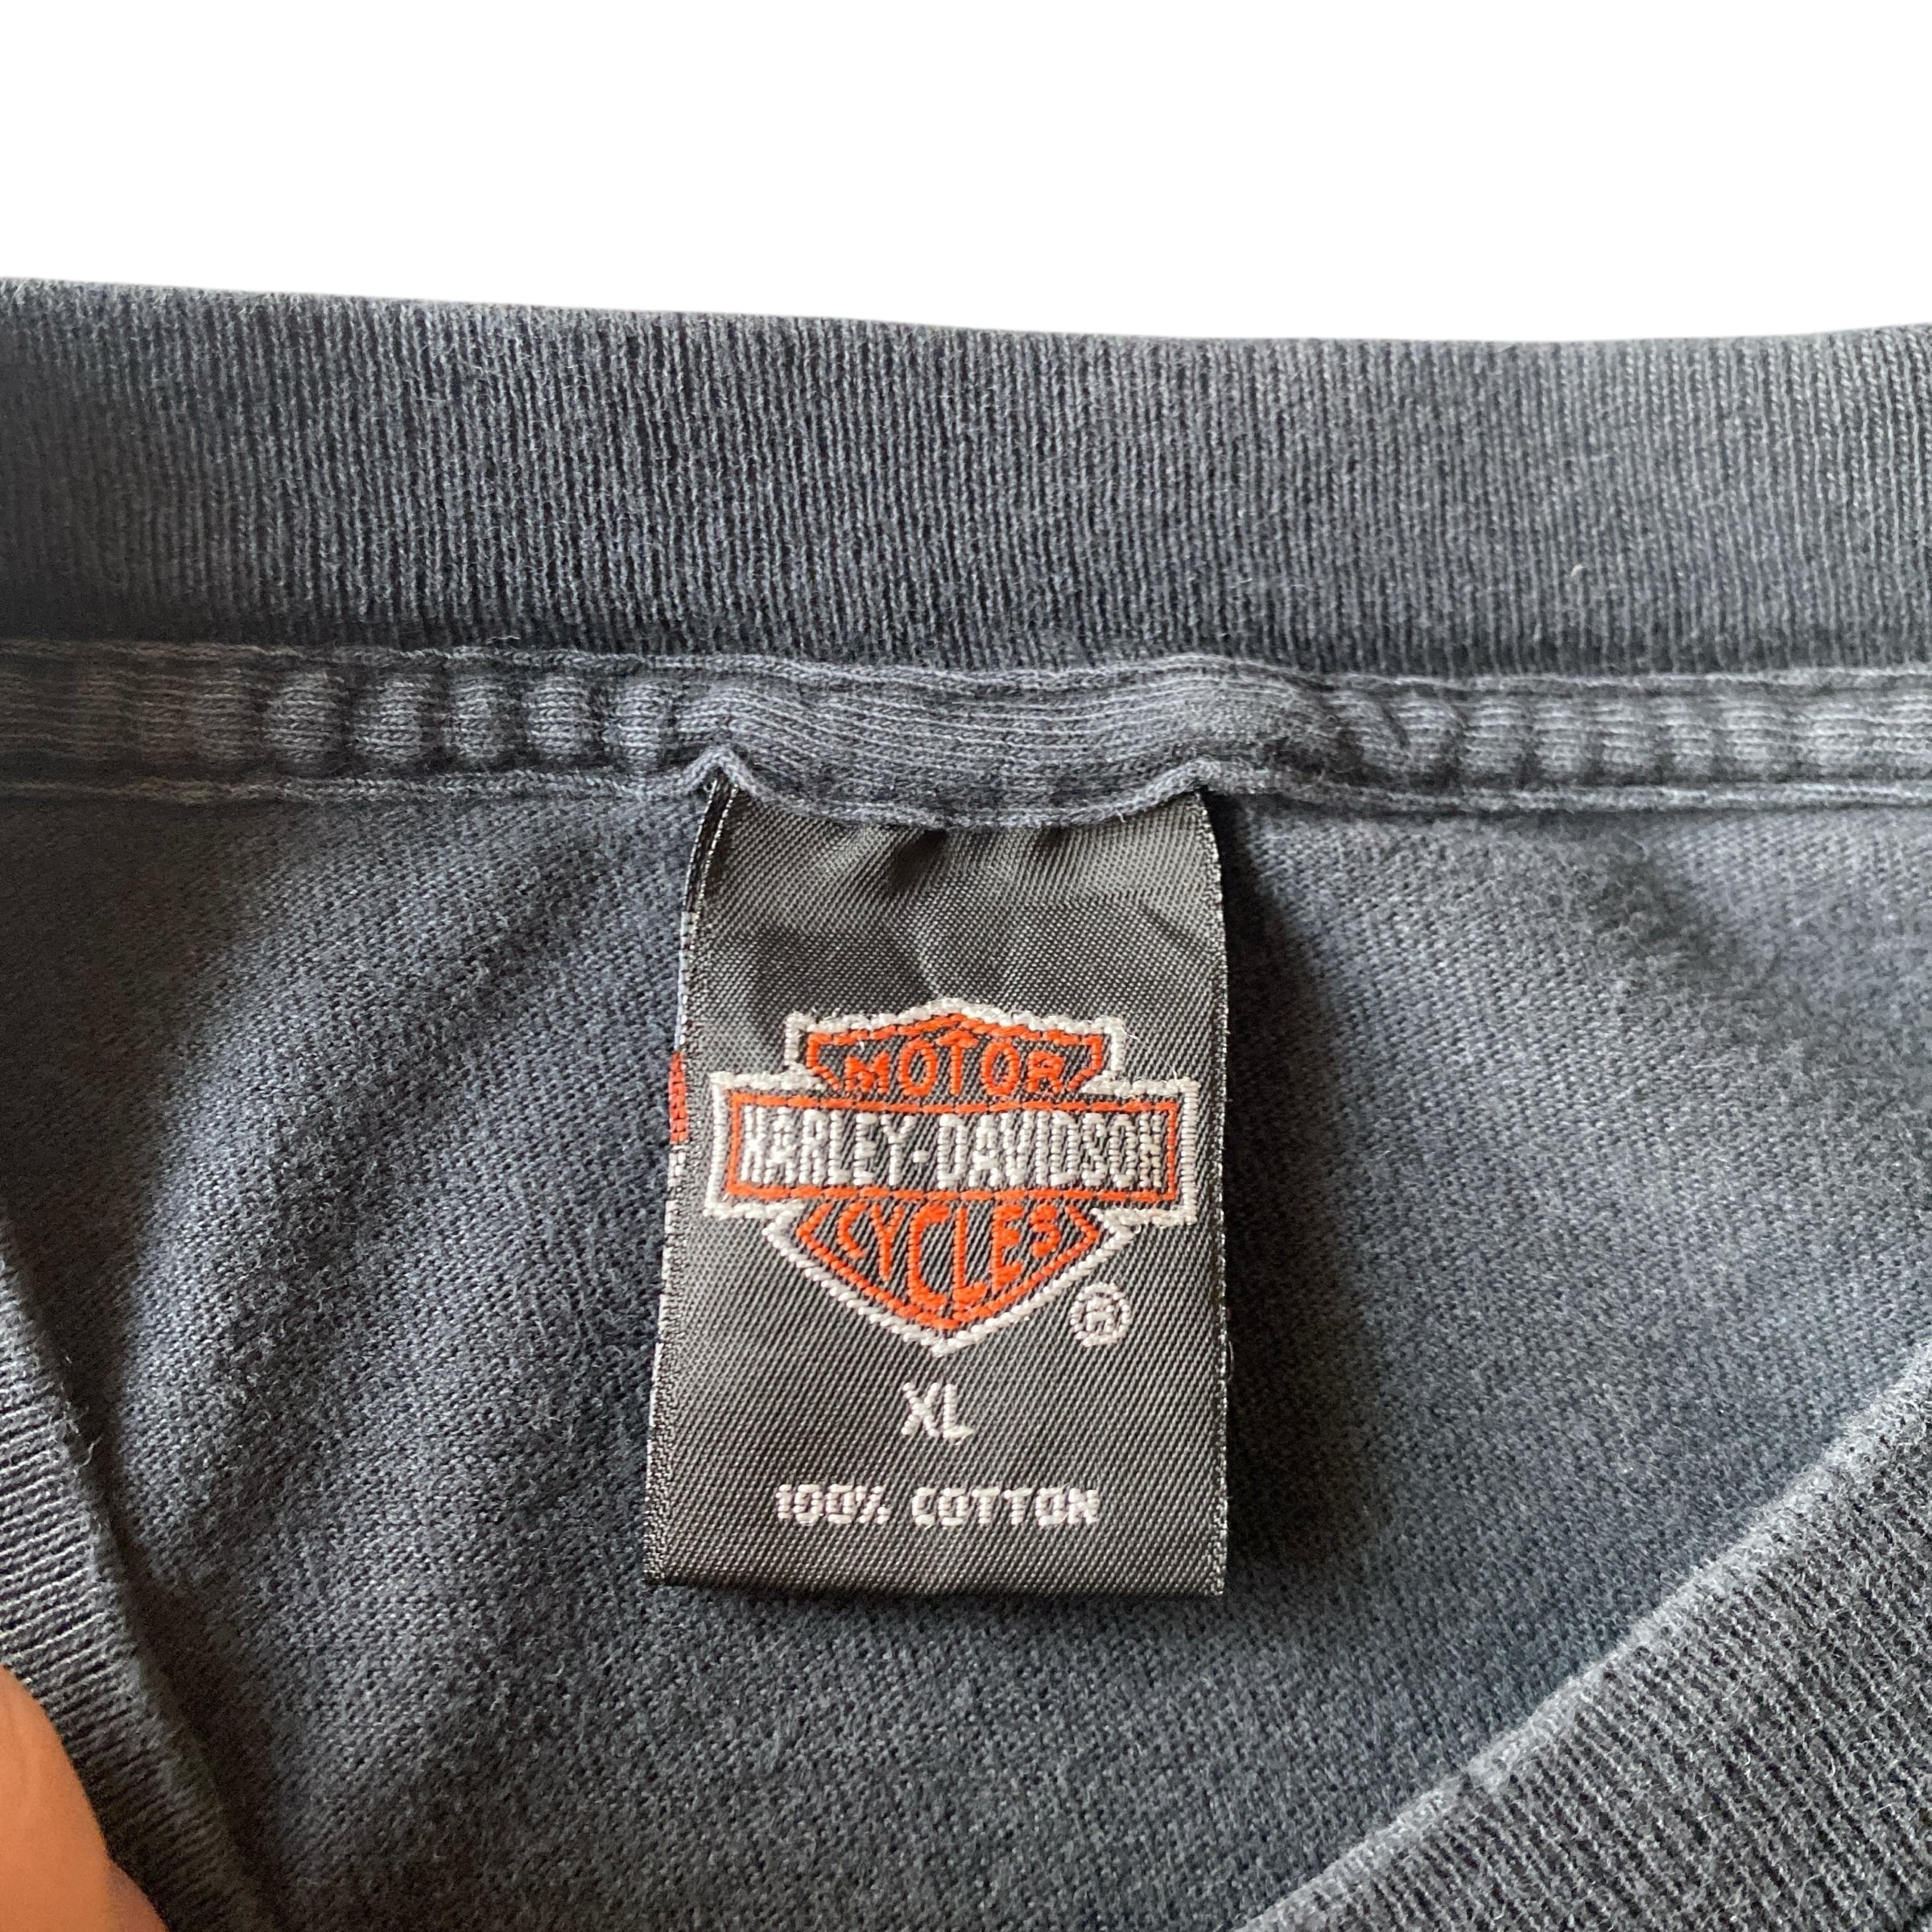 MOTOR
HARLEY-DAVIDSON
CYCLES
®
XL
100% COTTON